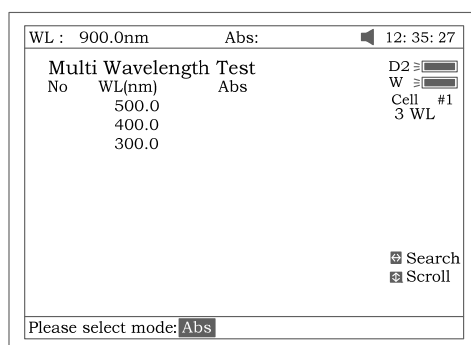 WL : 900.0nm Abs: 12: 35: 27
Multi Wavelength Test
No WL(nm) Abs
500.0
400.0
300.0
D2
W
Cell #1
3 WL
Search
Scroll
Please select mode: Abs